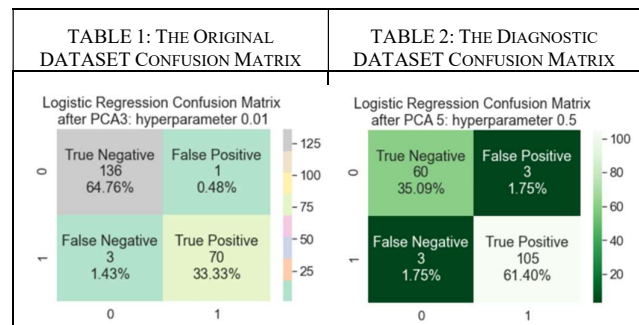 TABLE 1: THE ORIGINAL
DATASET CONFUSION MATRIX
TABLE 2: THE DIAGNOSTIC
DATASET CONFUSION MATRIX
Logistic Regression Confusion Matrix
after PCA3: hyperparameter 0.01
0
1
True Negative
136
64.76%
False Positive
1
0.48%
False Negative
3
1.43%
True Positive
70
33.33%
0
1
125
100
75
50
25
Logistic Regression Confusion Matrix
after PCA 5: hyperparameter 0.5
0
1
True Negative
60
35.09%
False Positive
3
1.75%
False Negative
3
1.75%
True Positive
105
61.40%
0
1
100
80
60
40
20